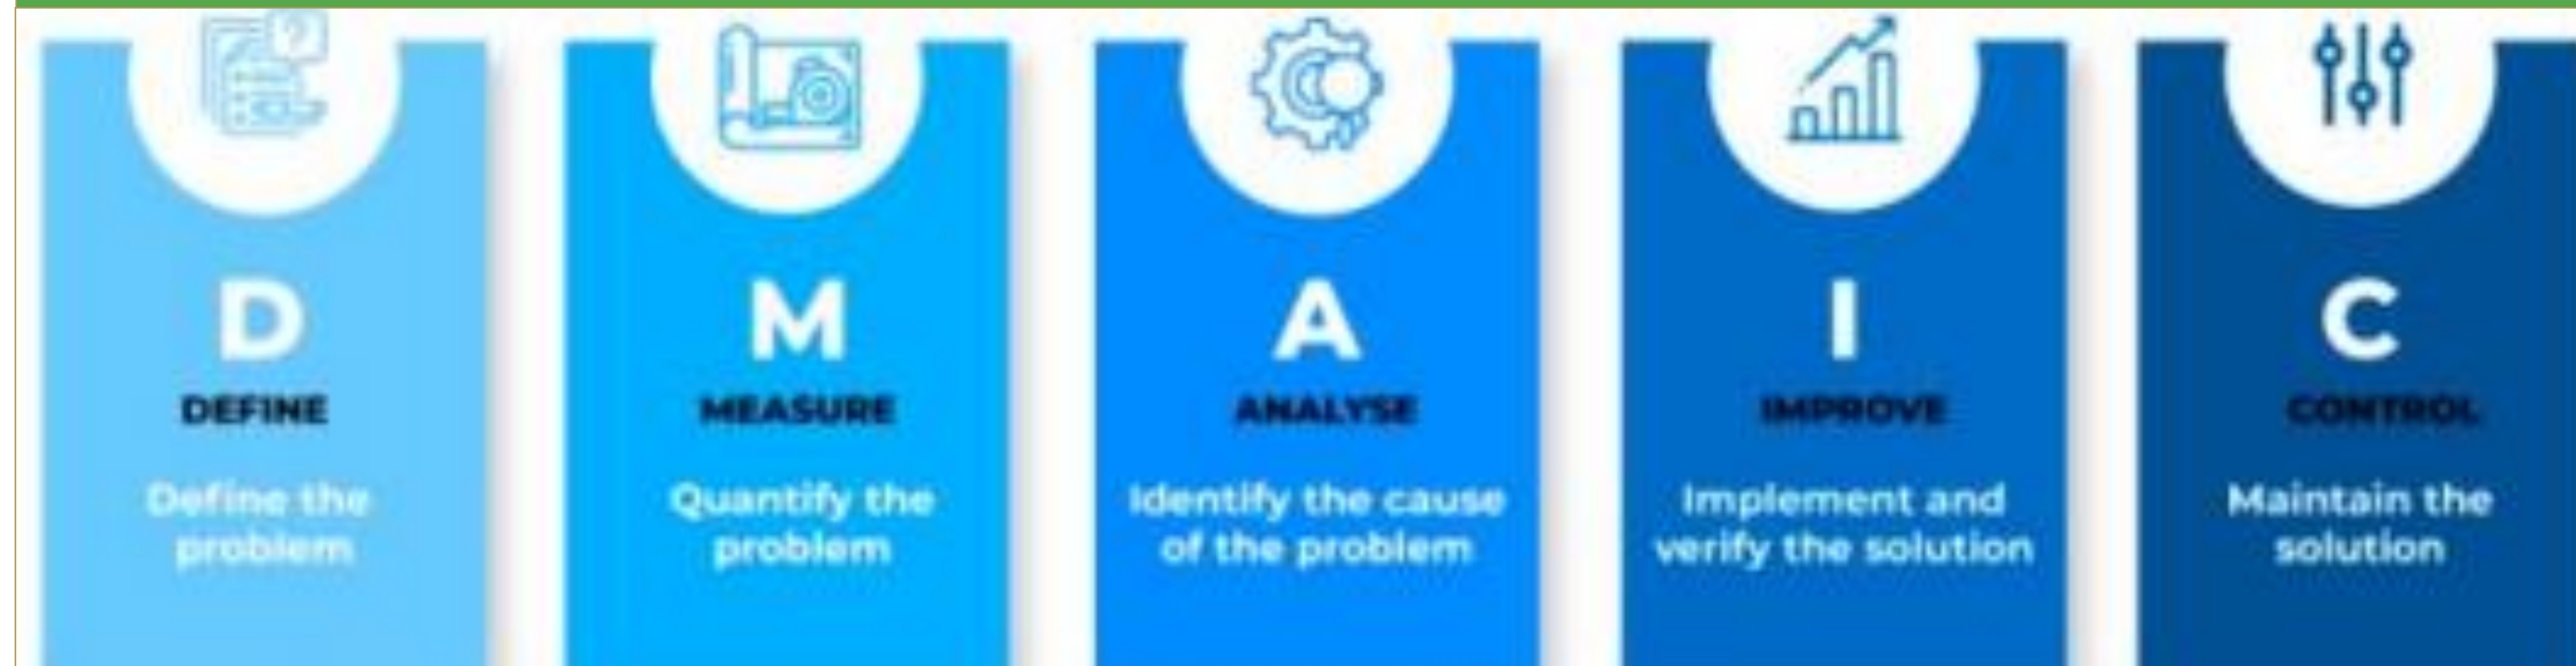 ?
D
DEFINE
Define the
problem
M
MEASURE
Quantify the
problem
A
ANALYSE
Identify the cause
of the problem
I
IMPROVE
Implement and
verify the solution
C
CONTROL
Maintain the
solution